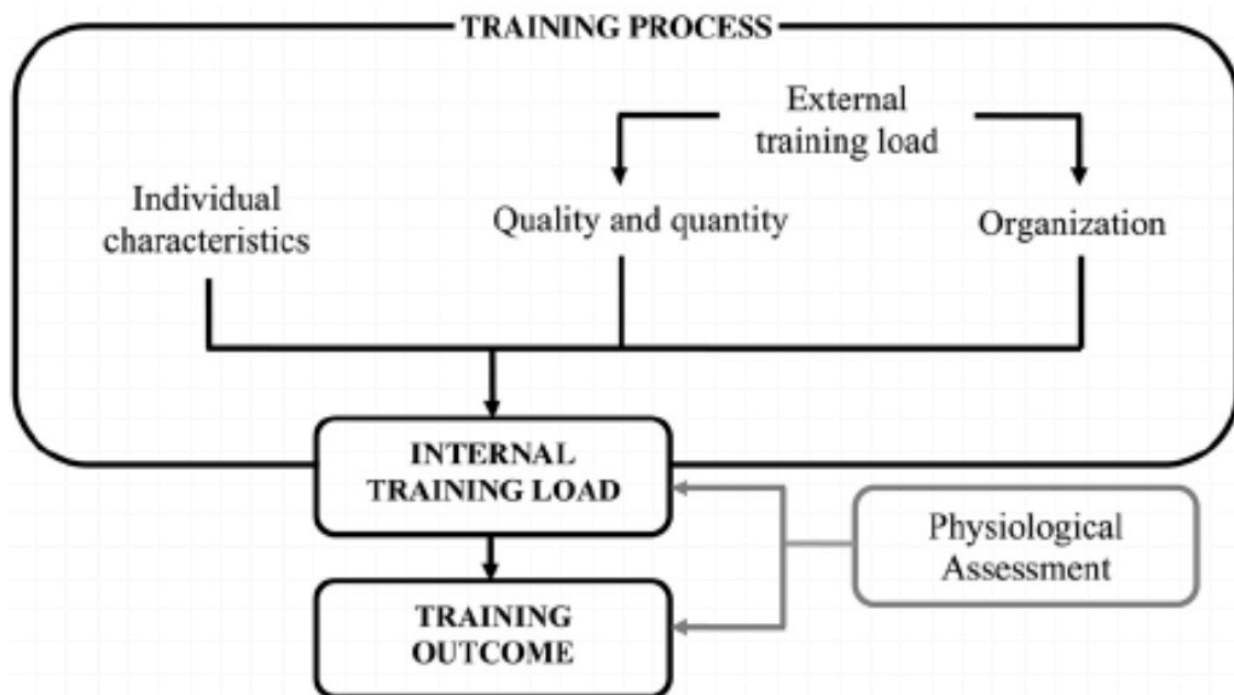 TRAINING PROCESS
External
training load
Individual
characteristics
Quality and quantity
Organization
INTERNAL
TRAINING LOAD
Physiological
Assessment
TRAINING
OUTCOME